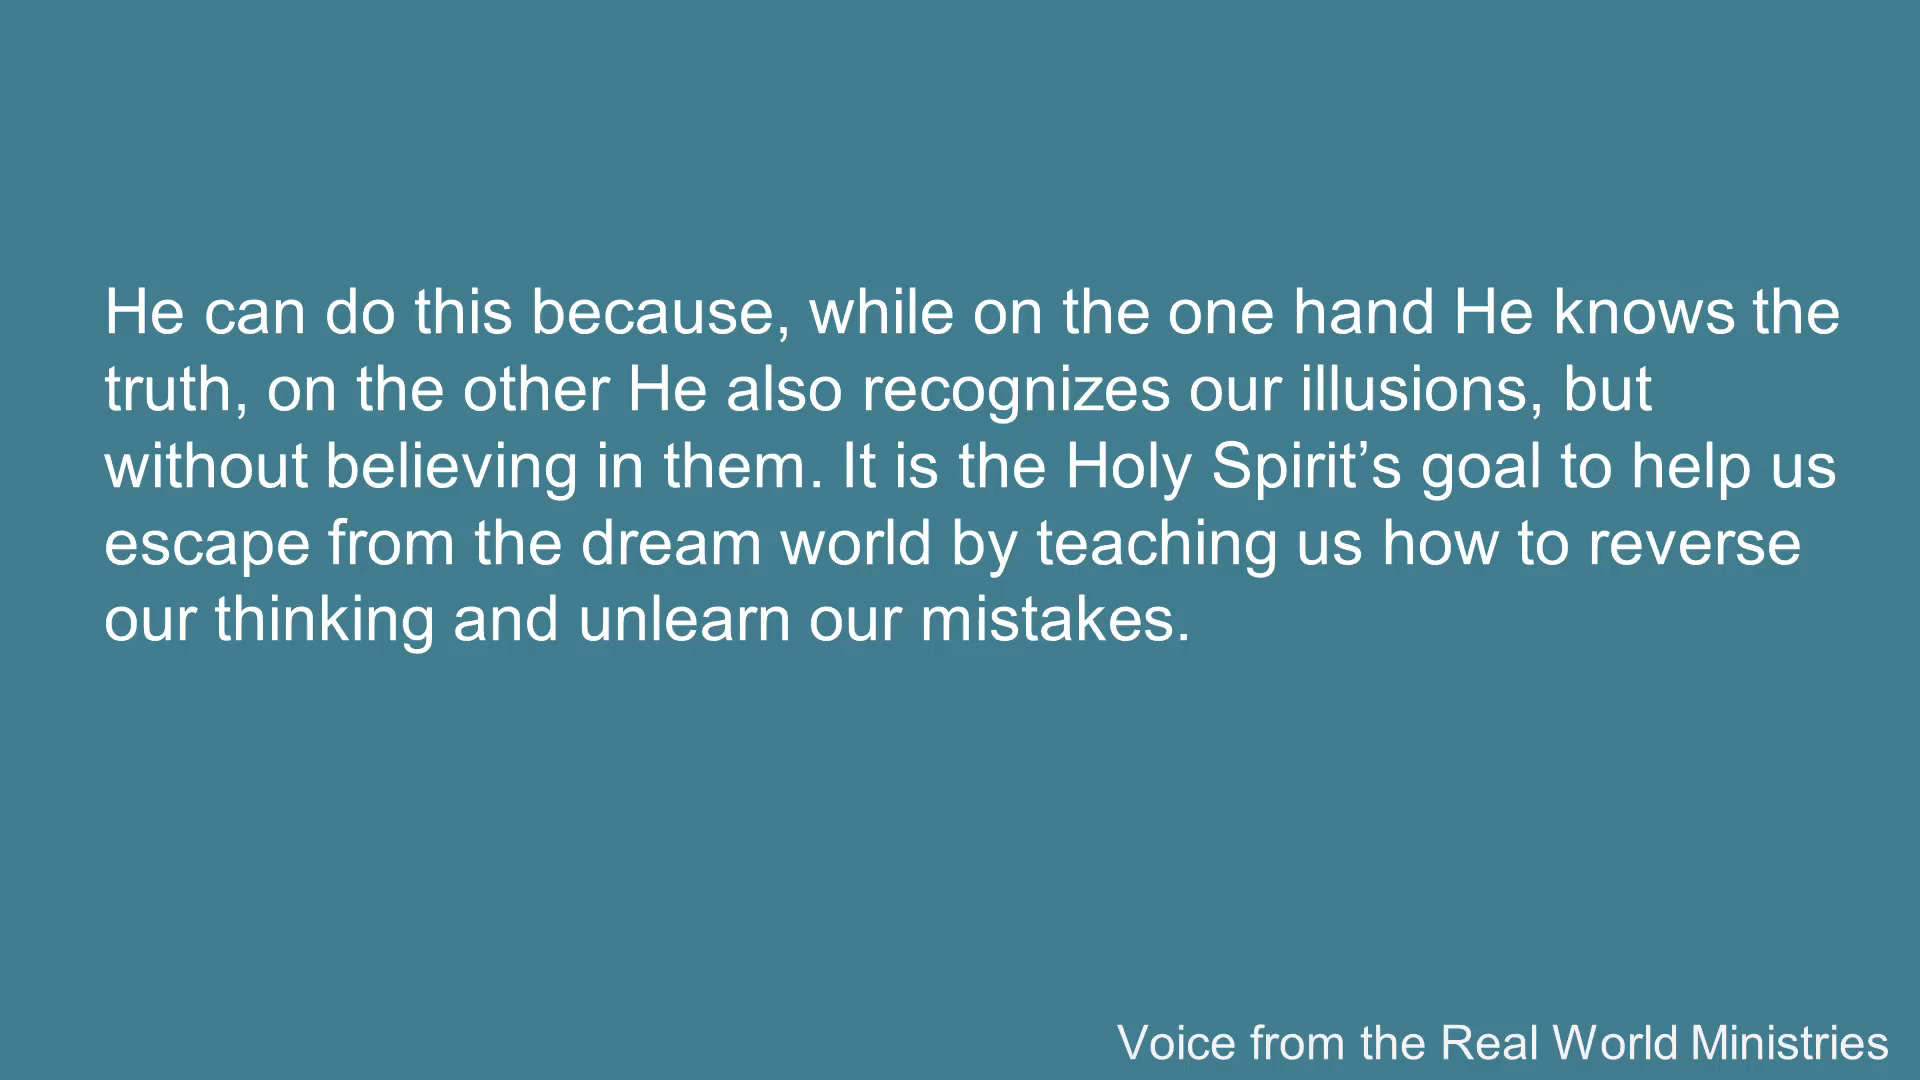 He can do this because, while on the one hand He knows the
truth, on the other He also recognizes our illusions, but
without believing in them. It is the Holy Spirit’s goal to help us
escape from the dream world by teaching us how to reverse
our thinking and unlearn our mistakes.
Voice from the Real World Ministries